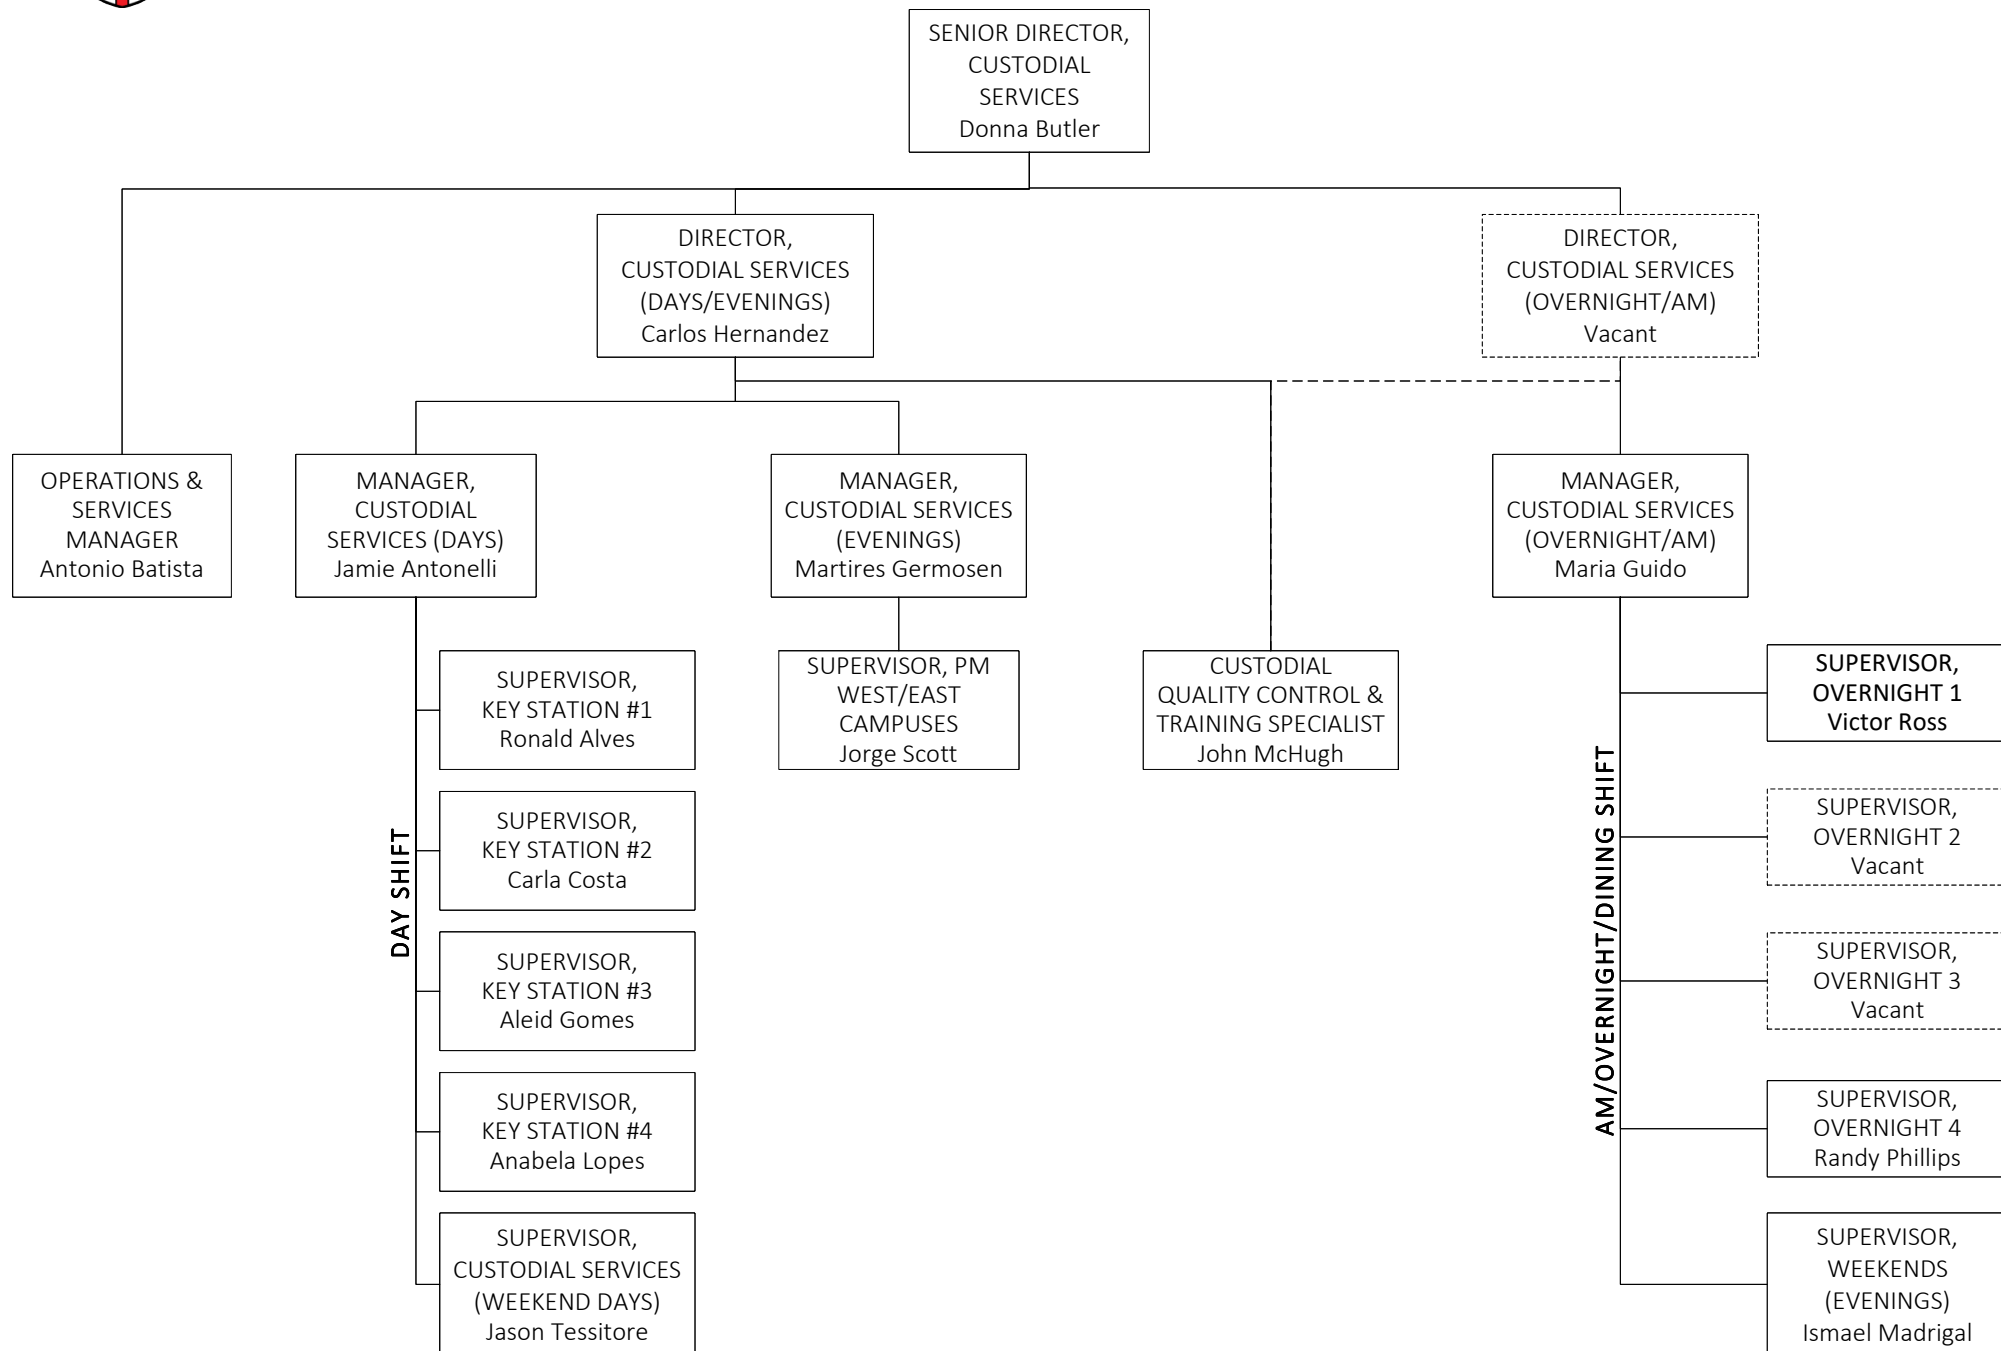 SENIOR DIRECTOR,
CUSTODIAL
SERVICES
Donna Butler
DIRECTOR,
CUSTODIAL SERVICES
(DAYS/EVENINGS)
Carlos Hernandez
DIRECTOR,
CUSTODIAL SERVICES
(OVERNIGHT/AM)
Vacant
OPERATIONS &
SERVICES
MANAGER
Antonio Batista
MANAGER,
CUSTODIAL
SERVICES (DAYS)
Jamie Antonelli
MANAGER,
CUSTODIAL SERVICES
(EVENINGS)
Martires Germosen
MANAGER,
CUSTODIAL SERVICES
(OVERNIGHT/AM)
Maria Guido
DAY SHIFT
SUPERVISOR,
KEY STATION #1
Ronald Alves
SUPERVISOR,
KEY STATION #2
Carla Costa
SUPERVISOR,
KEY STATION #3
Aleid Gomes
SUPERVISOR,
KEY STATION #4
Anabela Lopes
SUPERVISOR,
CUSTODIAL SERVICES
(WEEKEND DAYS)
Jason Tessitore
SUPERVISOR, PM
WEST/EAST
CAMPUSES
Jorge Scott
CUSTODIAL
QUALITY CONTROL &
TRAINING SPECIALIST
John McHugh
AM/OVERNIGHT/DINING SHIFT
SUPERVISOR,
OVERNIGHT 1
Victor Ross
SUPERVISOR,
OVERNIGHT 2
Vacant
SUPERVISOR,
OVERNIGHT 3
Vacant
SUPERVISOR,
OVERNIGHT 4
Randy Phillips
SUPERVISOR,
WEEKENDS
(EVENINGS)
Ismael Madrigal